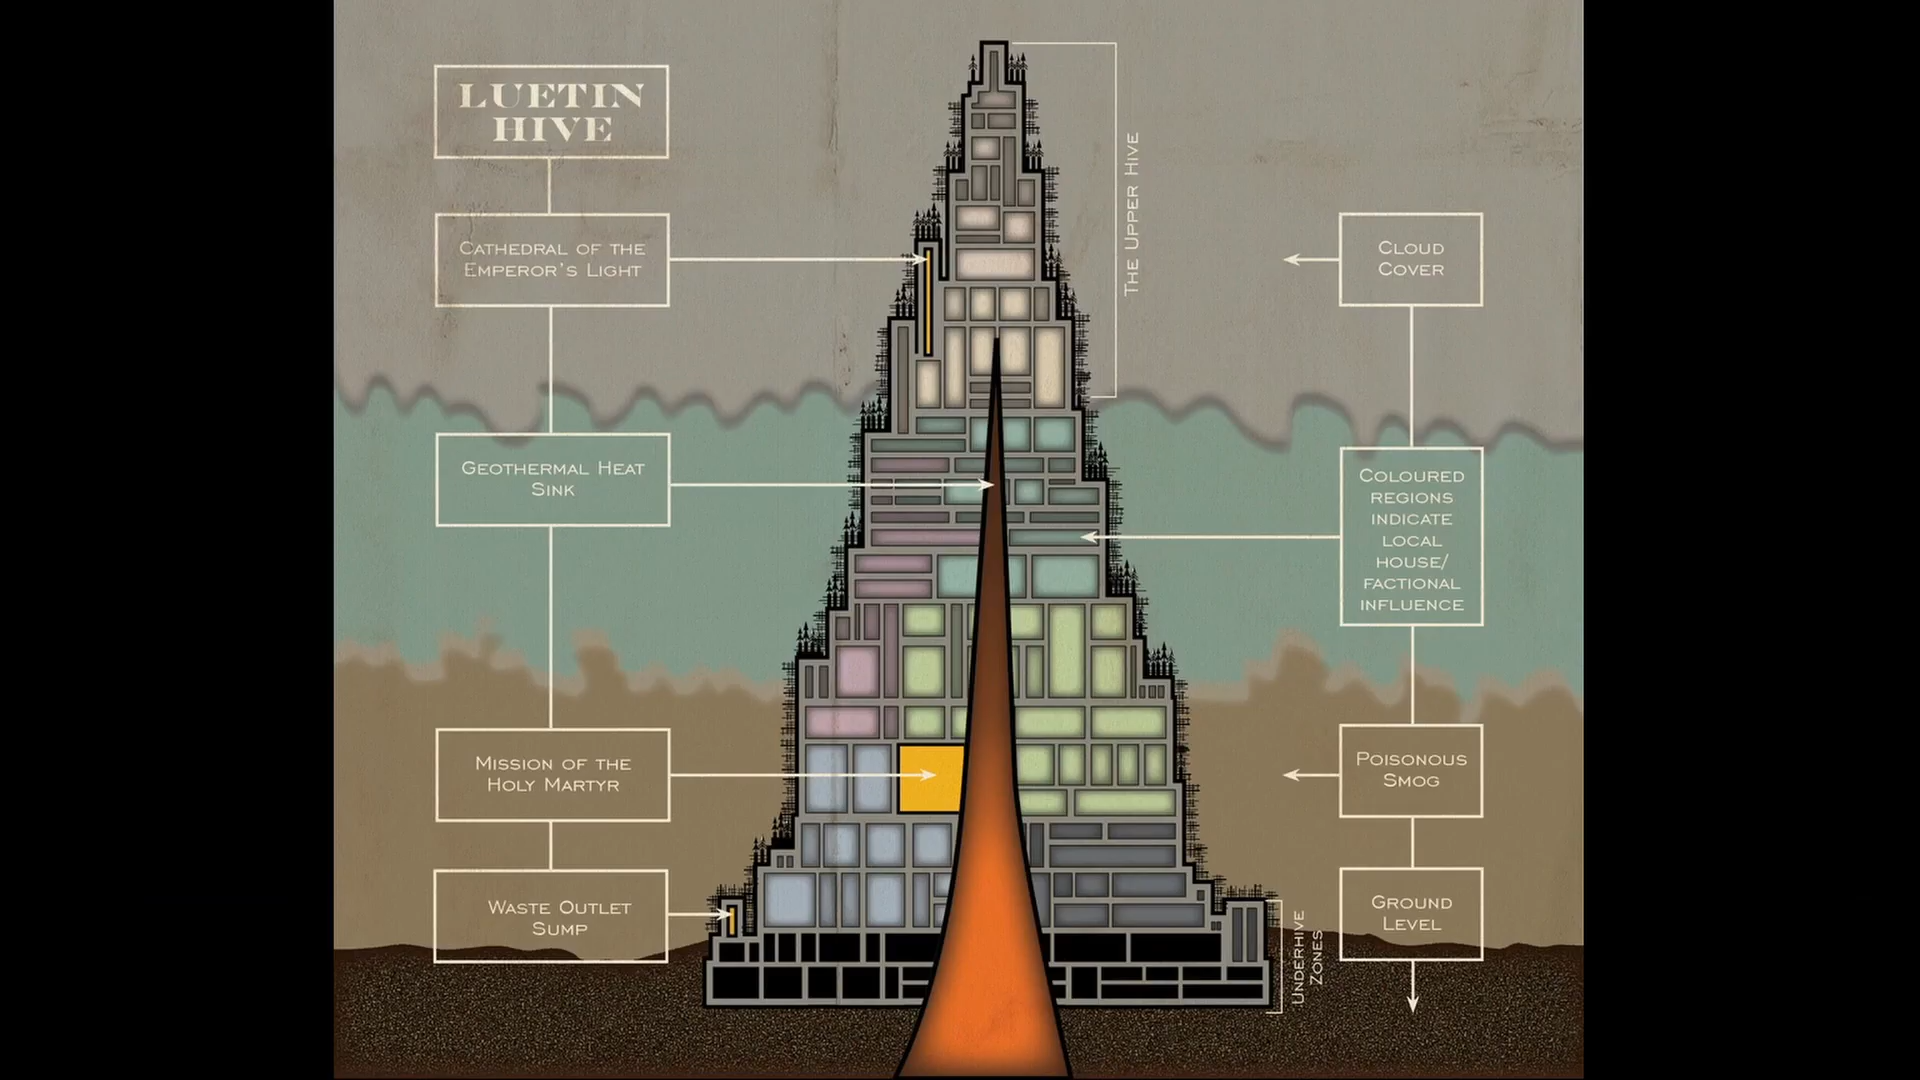 LUETIN
HIVE
CATHEDRAL OF THE
EMPEROR'S LIGHT
GEOTHERMAL HEAT
SINK
MISSION OF THE
HOLY MARTYR
WASTE OUTLET
SUMP
THE UPPER HIVE
UNDERHIVE
ZONES
CLOUD
COVER
COLOURED
REGIONS
INDICATE
LOCAL
HOUSE/
FACTIONAL
INFLUENCE
POISONOUS
SMOG
GROUND
LEVEL